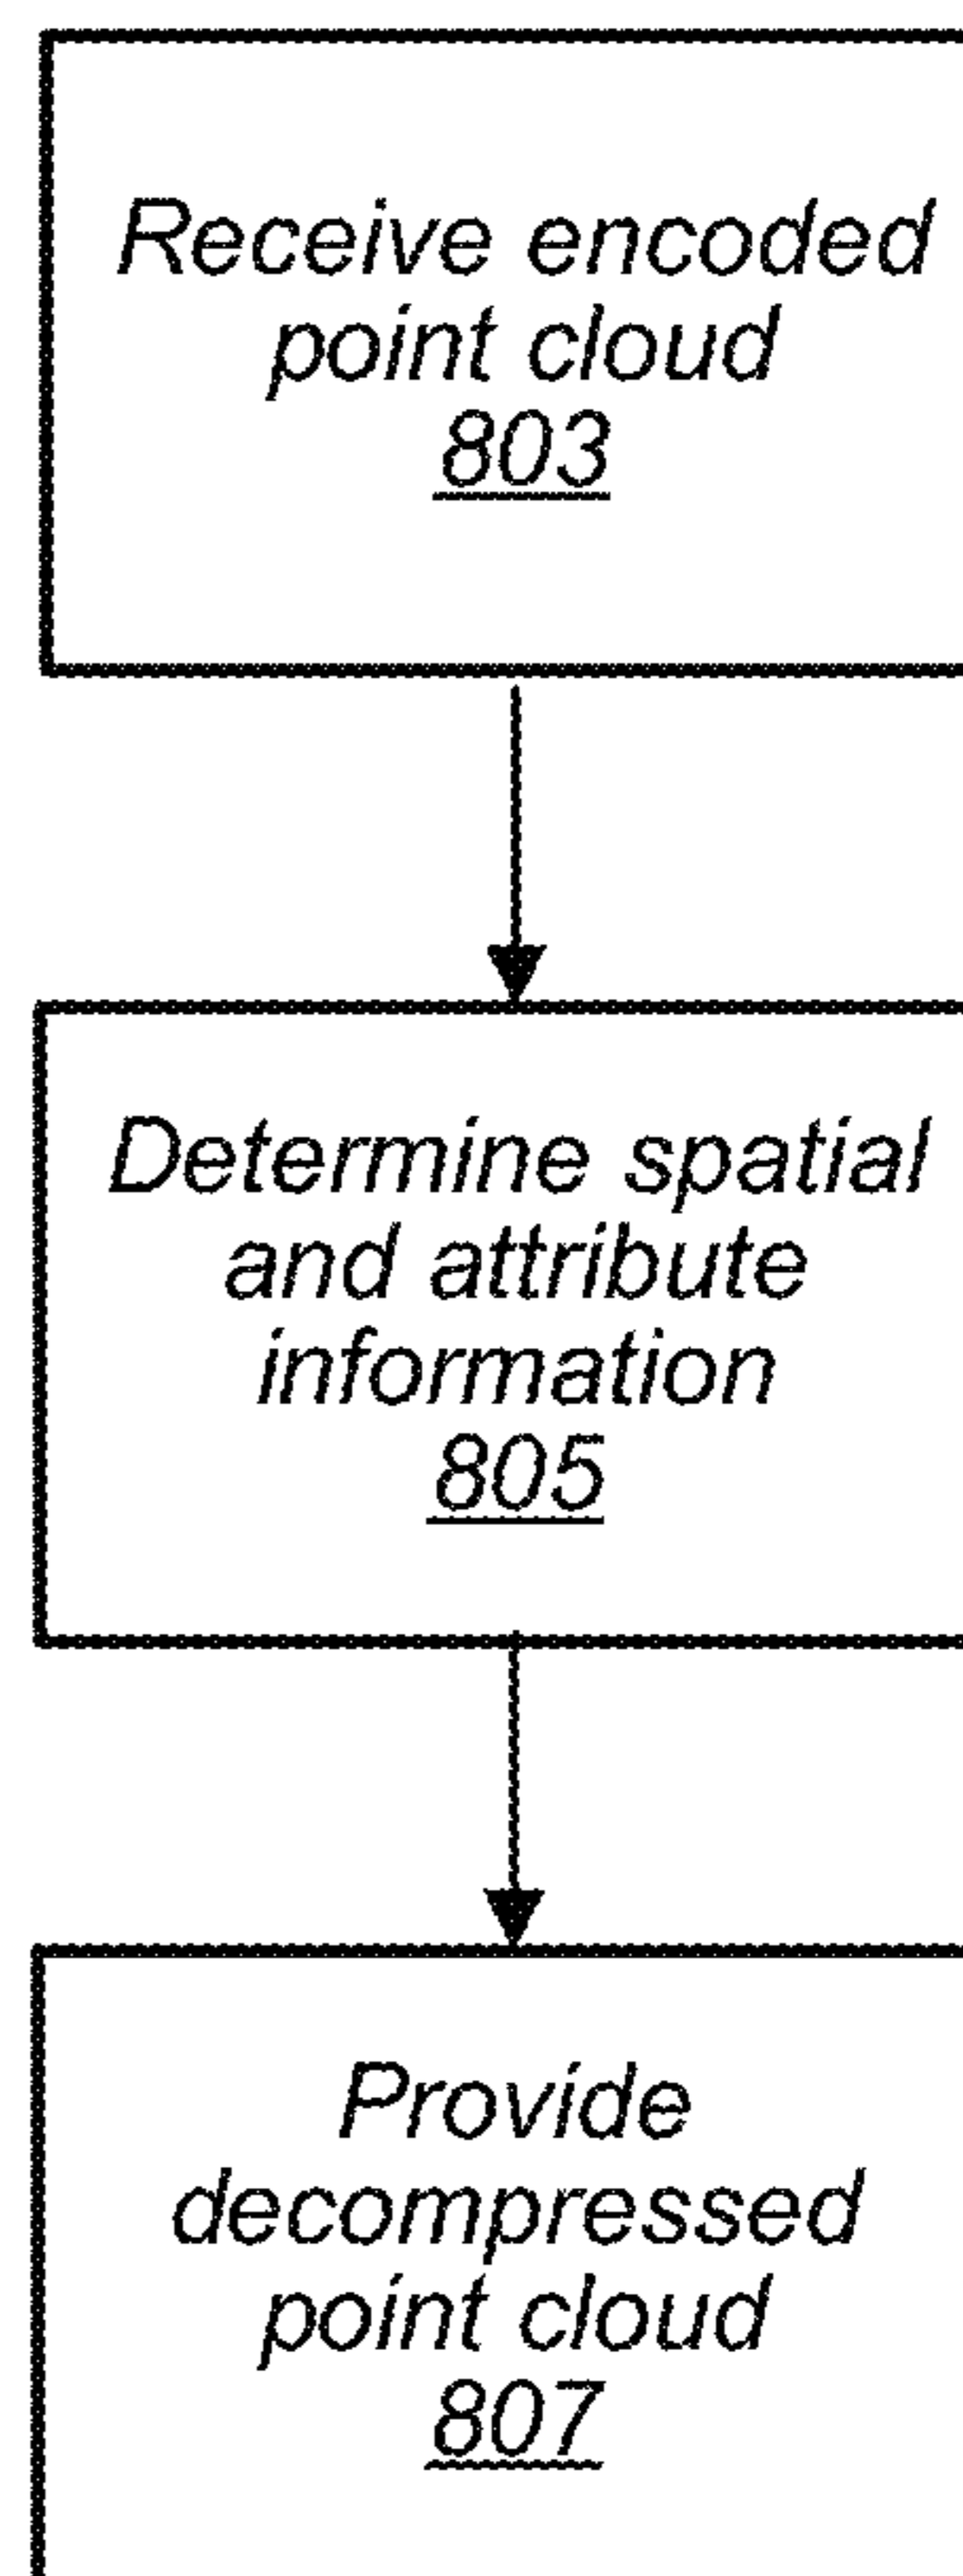 Receive encoded
point cloud
803
Determine spatial
and attribute
information
805
Provide
decompressed
point cloud
807